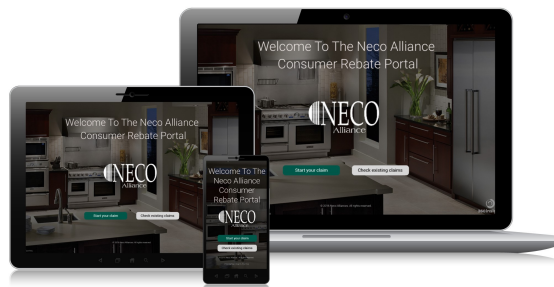 Welcome To The Neco Alliance
Consumer Rebate Portal
NECO
Alliance
Start your claim
Check existing claims
Welcome To The Neco Alliance
Consumer Rebate Portal
NECO
Alliance
Start your claim
Check existing claims
Welcome To The
Neco Alliance
Consumer
Rebate Portal
NECO
Alliance
Start your claim
Check existing claims